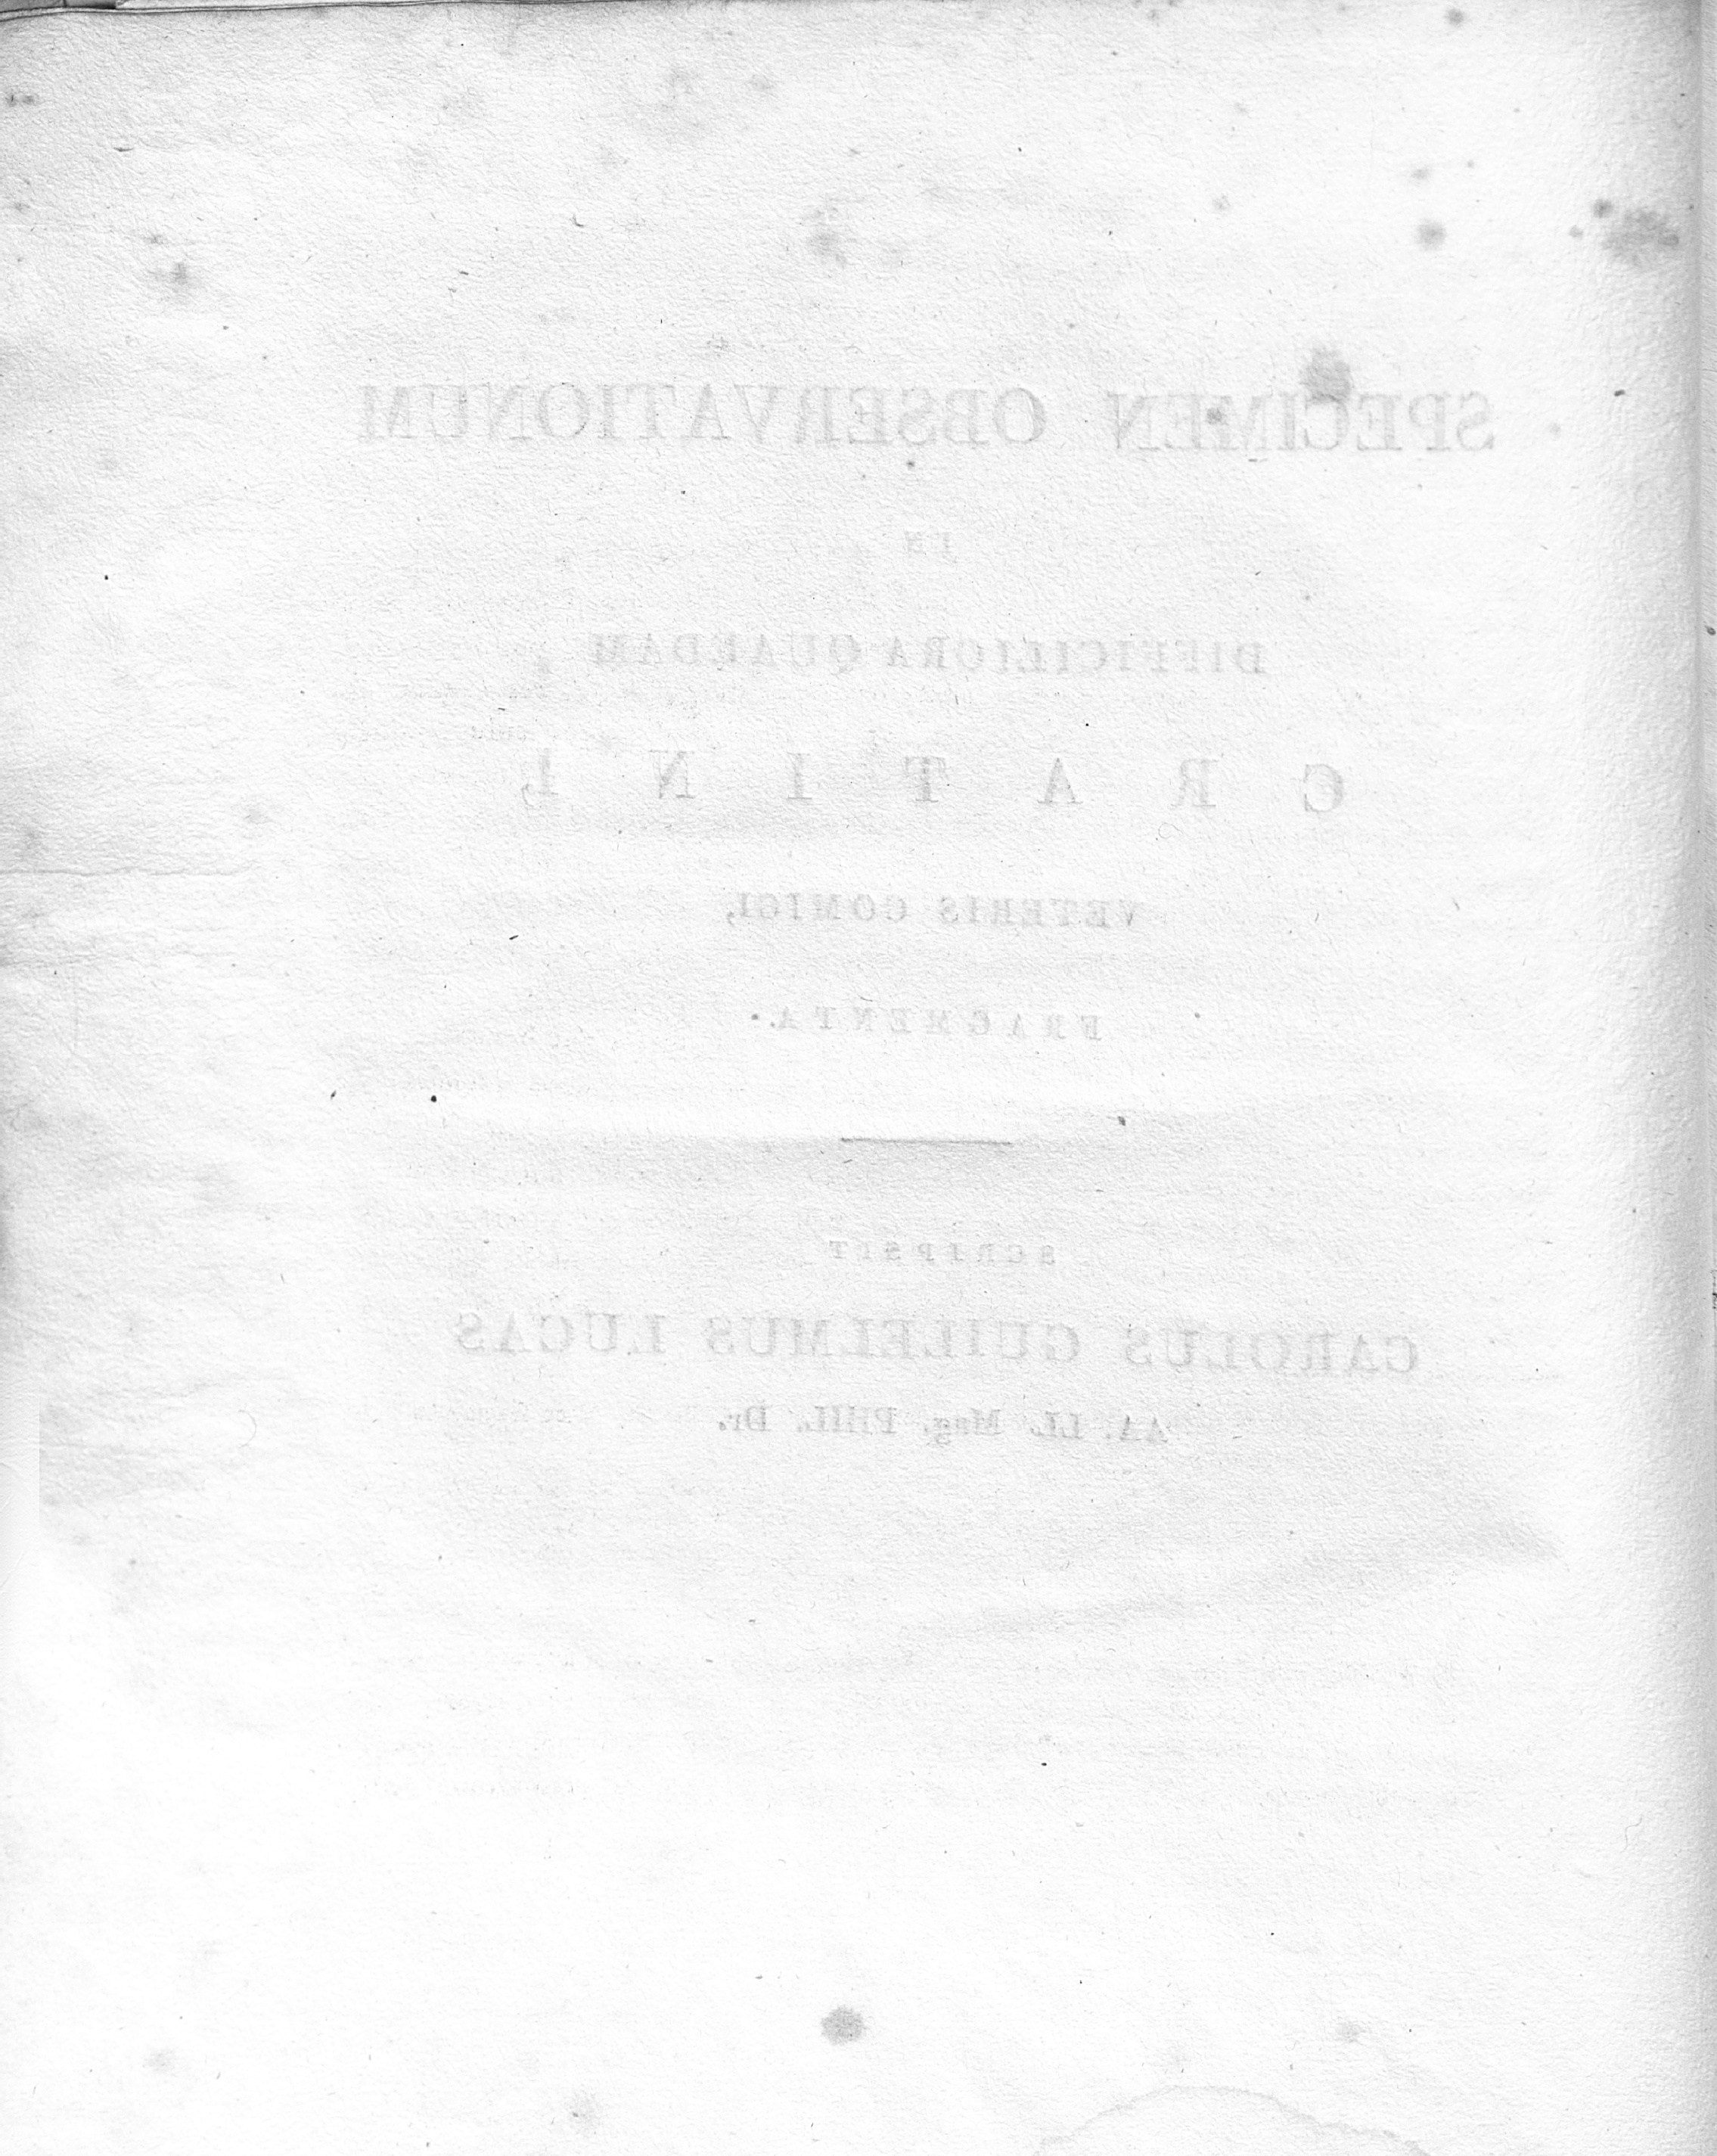 SPECIMEN OBSERVATIONUM
IN
DIFFICILIORA QUAEDAM
CRATINI,
VETERIS COMICI,
FRAGMENTA.
SCRIPSIT
CAROLUS GUILELMUS LUCAS
AA. LL. Mag. PHIL. Dr.